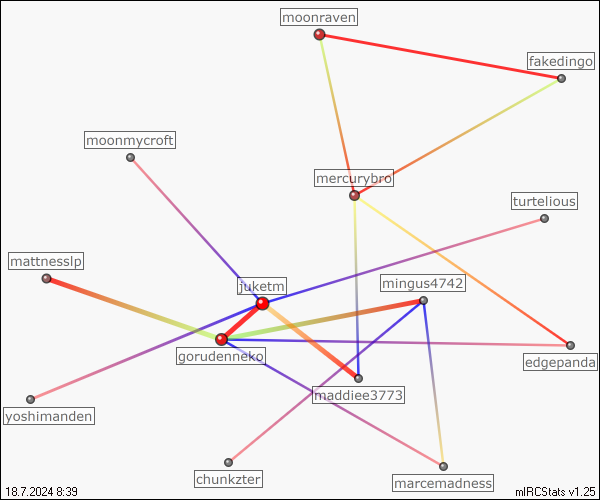 moonraven
fakedingo
moonmycroft
mercurybro
turtelious
mattnesslp
juketm
mingus4742
gorudenneko
edgepanda
maddiee3773
yoshimanden
chunkzter
marcemadness
18.7.2024 8:39
mIRCStats v1.25